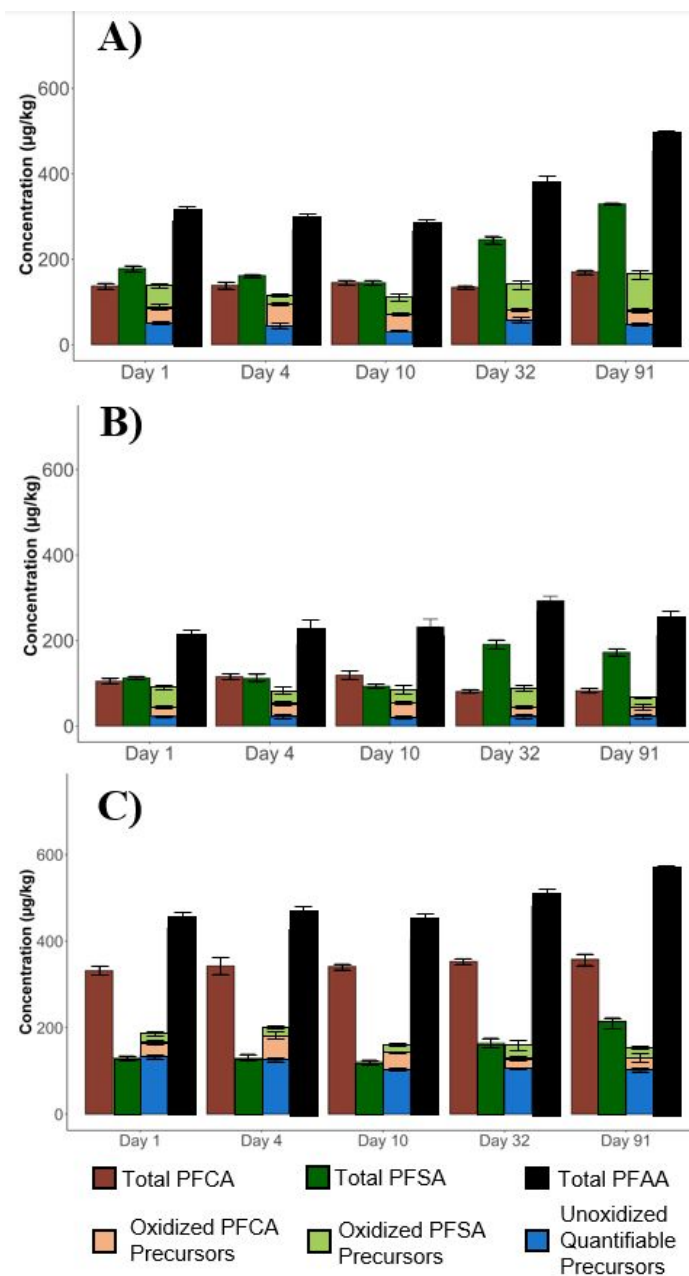 A)
Concentration (µg/kg)
600
400
200
0
Day 1 Day 4 Day 10 Day 32 Day 91
B)
Concentration (µg/kg)
600
400
200
0
Day 1 Day 4 Day 10 Day 32 Day 91
C)
Concentration (µg/kg)
600
400
200
0
Day 1 Day 4 Day 10 Day 32 Day 91
Total PFCA
Total PFSA
Total PFAA
Oxidized PFCA
Precursors
Oxidized PFSA
Precursors
Unoxidized
Quantifiable
Precursors